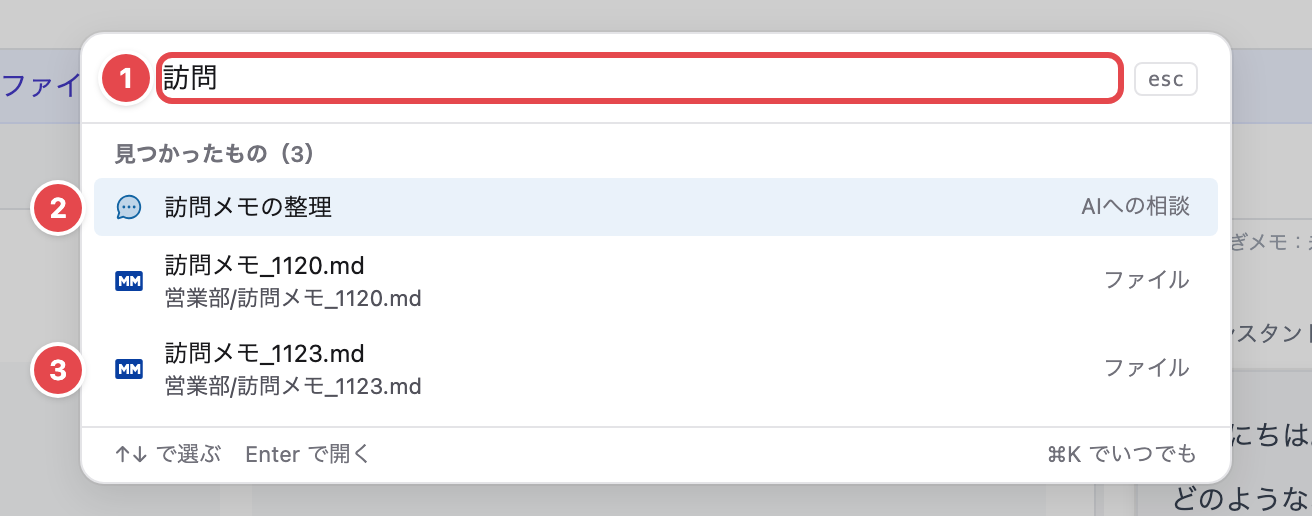 ファイ
1
訪問
esc
見つかったもの（3）
2
訪問メモの整理
AIへの相談
MM
訪問メモ_1120.md
営業部/訪問メモ_1120.md
ファイル
3
MM
訪問メモ_1123.md
営業部/訪問メモ_1123.md
ファイル
↑↓ で選ぶ Enter で開く
⌘K でいつでも
ぎメモ：
スタン
にちは
どのような